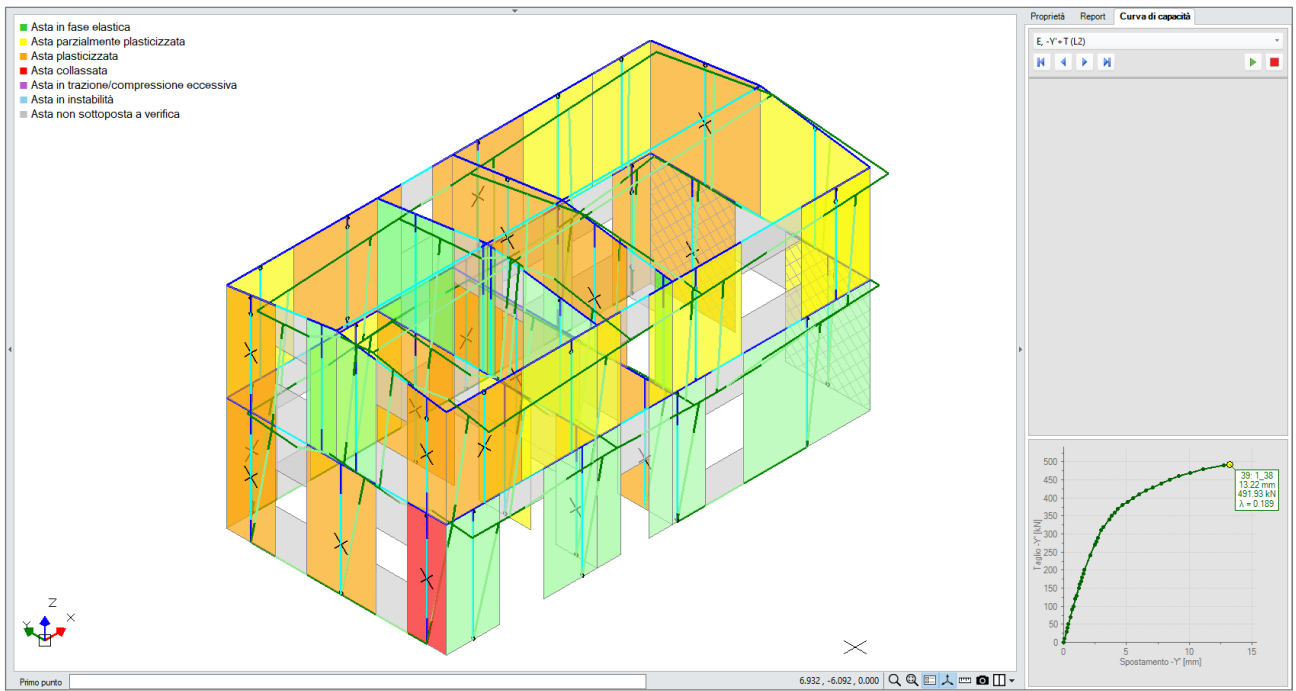 Asta in fase elastica
Asta parzialmente plasticizzata
Asta plasticizzata
Asta collassata
Asta in trazione/compressione eccessiva
Asta in instabilità
Asta non sottoposta a verifica
Z
X
Y
Primo punto
6.932 , -6.092 , 0.000
Proprietà Report Curva di capacità
E, -Y'+T (L2)
500
450
400
350
300
250
200
150
100
50
0
Taglio -Y' [kN]
39: 1_38
13.22 mm
491.93 kN
λ = 0.189
0 5 10 15
Spostamento -Y' [mm]